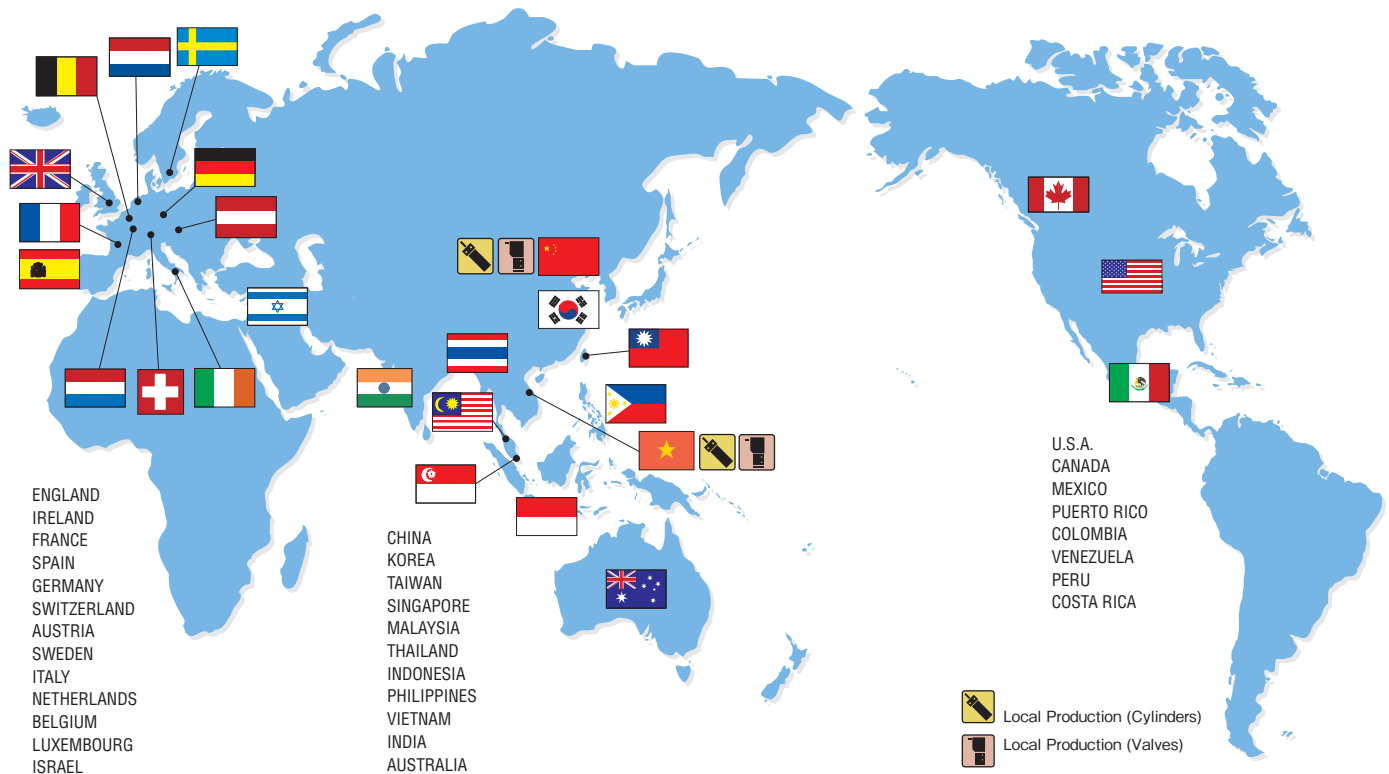 ENGLAND
IRELAND
FRANCE
SPAIN
GERMANY
SWITZERLAND
AUSTRIA
SWEDEN
ITALY
NETHERLANDS
BELGIUM
LUXEMBOURG
ISRAEL
CHINA
KOREA
TAIWAN
SINGAPORE
MALAYSIA
THAILAND
INDONESIA
PHILIPPINES
VIETNAM
INDIA
AUSTRALIA
U.S.A.
CANADA
MEXICO
PUERTO RICO
COLOMBIA
VENEZUELA
PERU
COSTA RICA
Local Production (Cylinders)
Local Production (Valves)